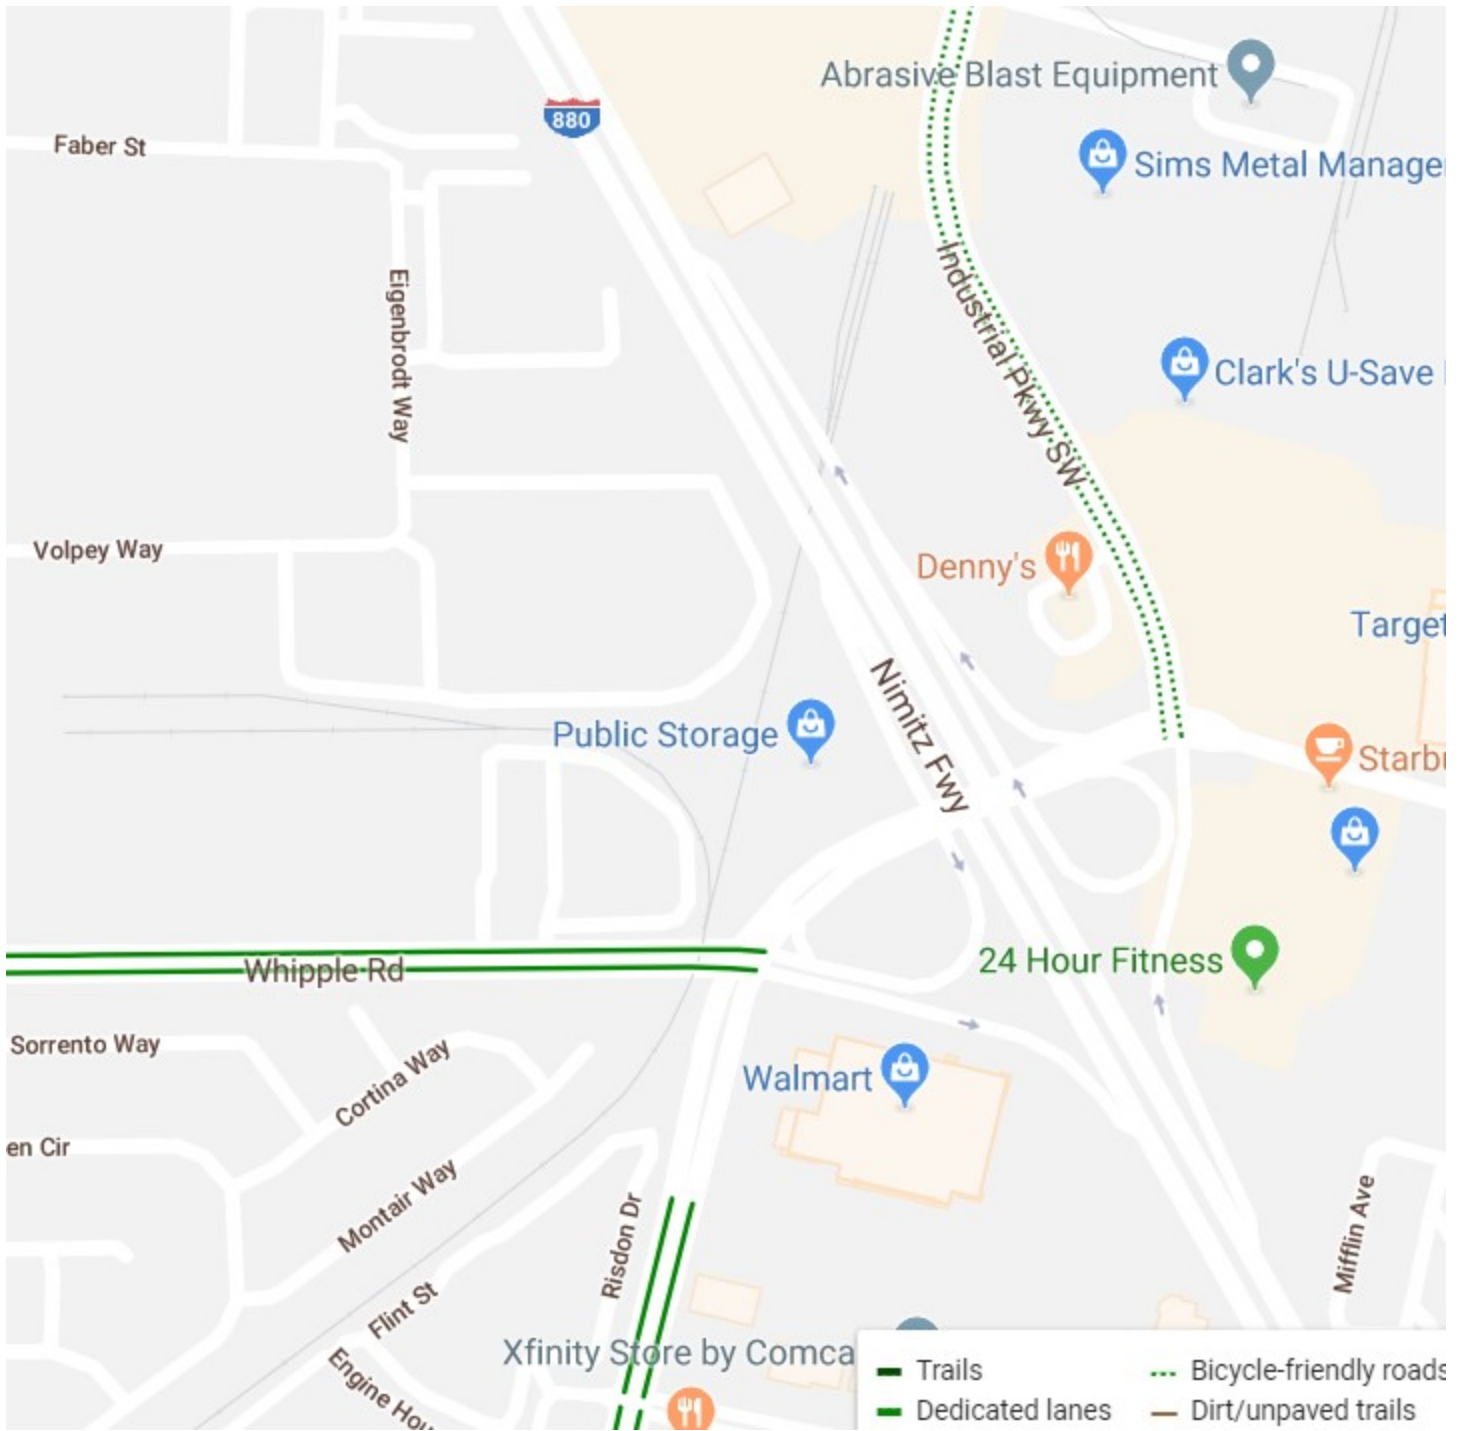 Abrasive Blast Equipment
880
Faber St
Sims Metal Manage
Industrial Pkwy SW
Eigenbrodt Way
Clark's U-Save
Volpey Way
Denny's
Target
Nimitz Fwy
Public Storage
Starbu
24 Hour Fitness
Whipple Rd
Sorrento Way
Cortina Way
Walmart
en Cir
Montair Way
Risdon Dr
Mifflin Ave
Flint St
Xfinity Store by Comca
Engine Hou
Trails
Bicycle-friendly roads
Dedicated lanes
Dirt/unpaved trails